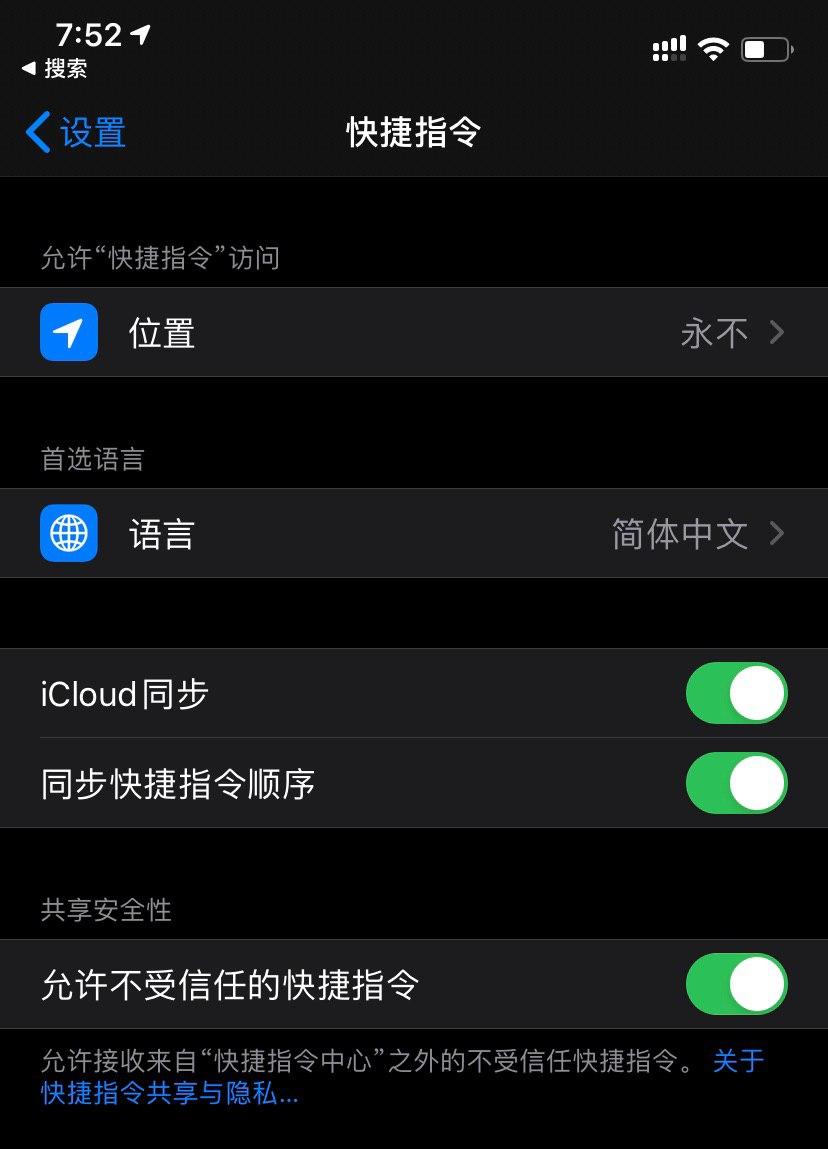 7:52
搜索
设置
快捷指令
允许“快捷指令”访问
位置
永不
首选语言
语言
简体中文
iCloud同步
同步快捷指令顺序
共享安全性
允许不受信任的快捷指令
允许接收来自“快捷指令中心”之外的不受信任快捷指令。 关于
快捷指令共享与隐私...